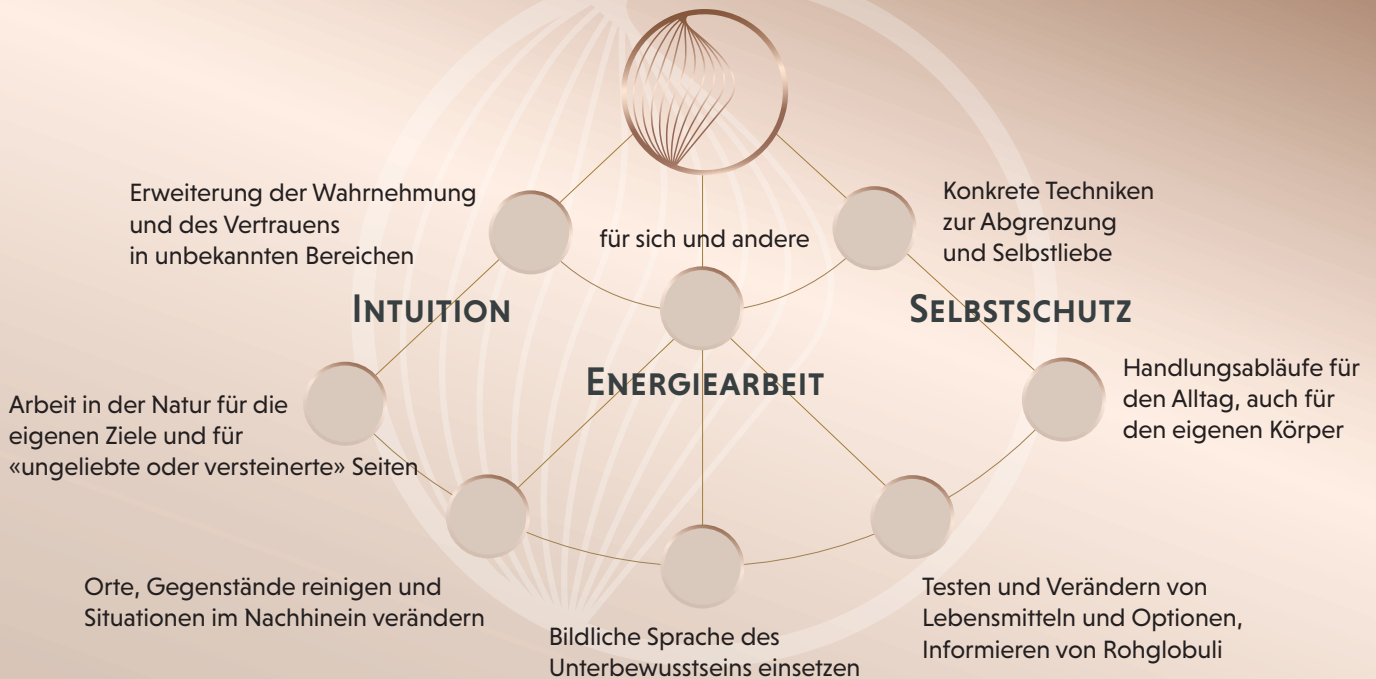 Erweiterung der Wahrnehmung
und des Vertrauens
in unbekannten Bereichen
für sich und andere
Konkrete Techniken
zur Abgrenzung
und Selbstliebe
INTUITION
SELBSTSCHUTZ
ENERGIEARBEIT
Arbeit in der Natur für die
eigenen Ziele und für
«ungeliebte oder versteinerte» Seiten
Handlungsabläufe für
den Alltag, auch für
den eigenen Körper
Orte, Gegenstände reinigen und
Situationen im Nachhinein verändern
Bildliche Sprache des
Unterbewusstseins einsetzen
Testen und Verändern von
Lebensmitteln und Optionen,
Informieren von Rohglobuli